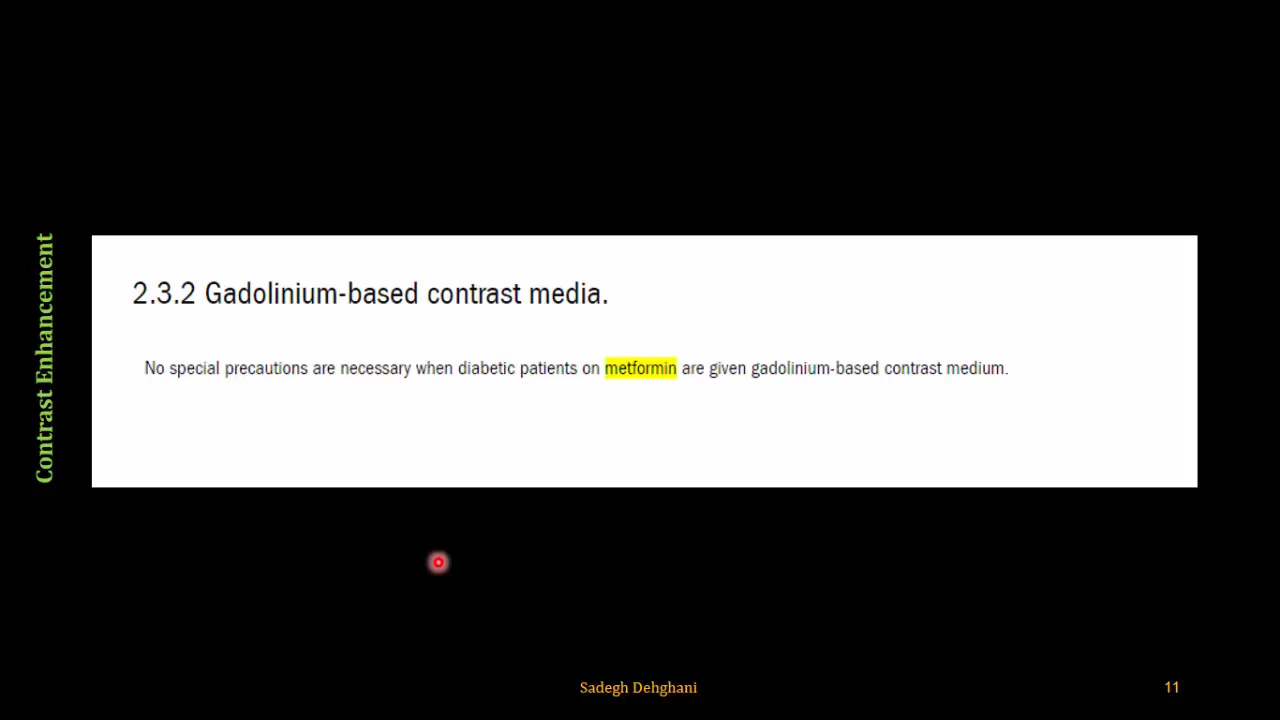 Contrast Enhancement
2.3.2 Gadolinium-based contrast media.
No special precautions are necessary when diabetic patients on metformin are given gadolinium-based contrast medium.
Sadegh Dehghani
11